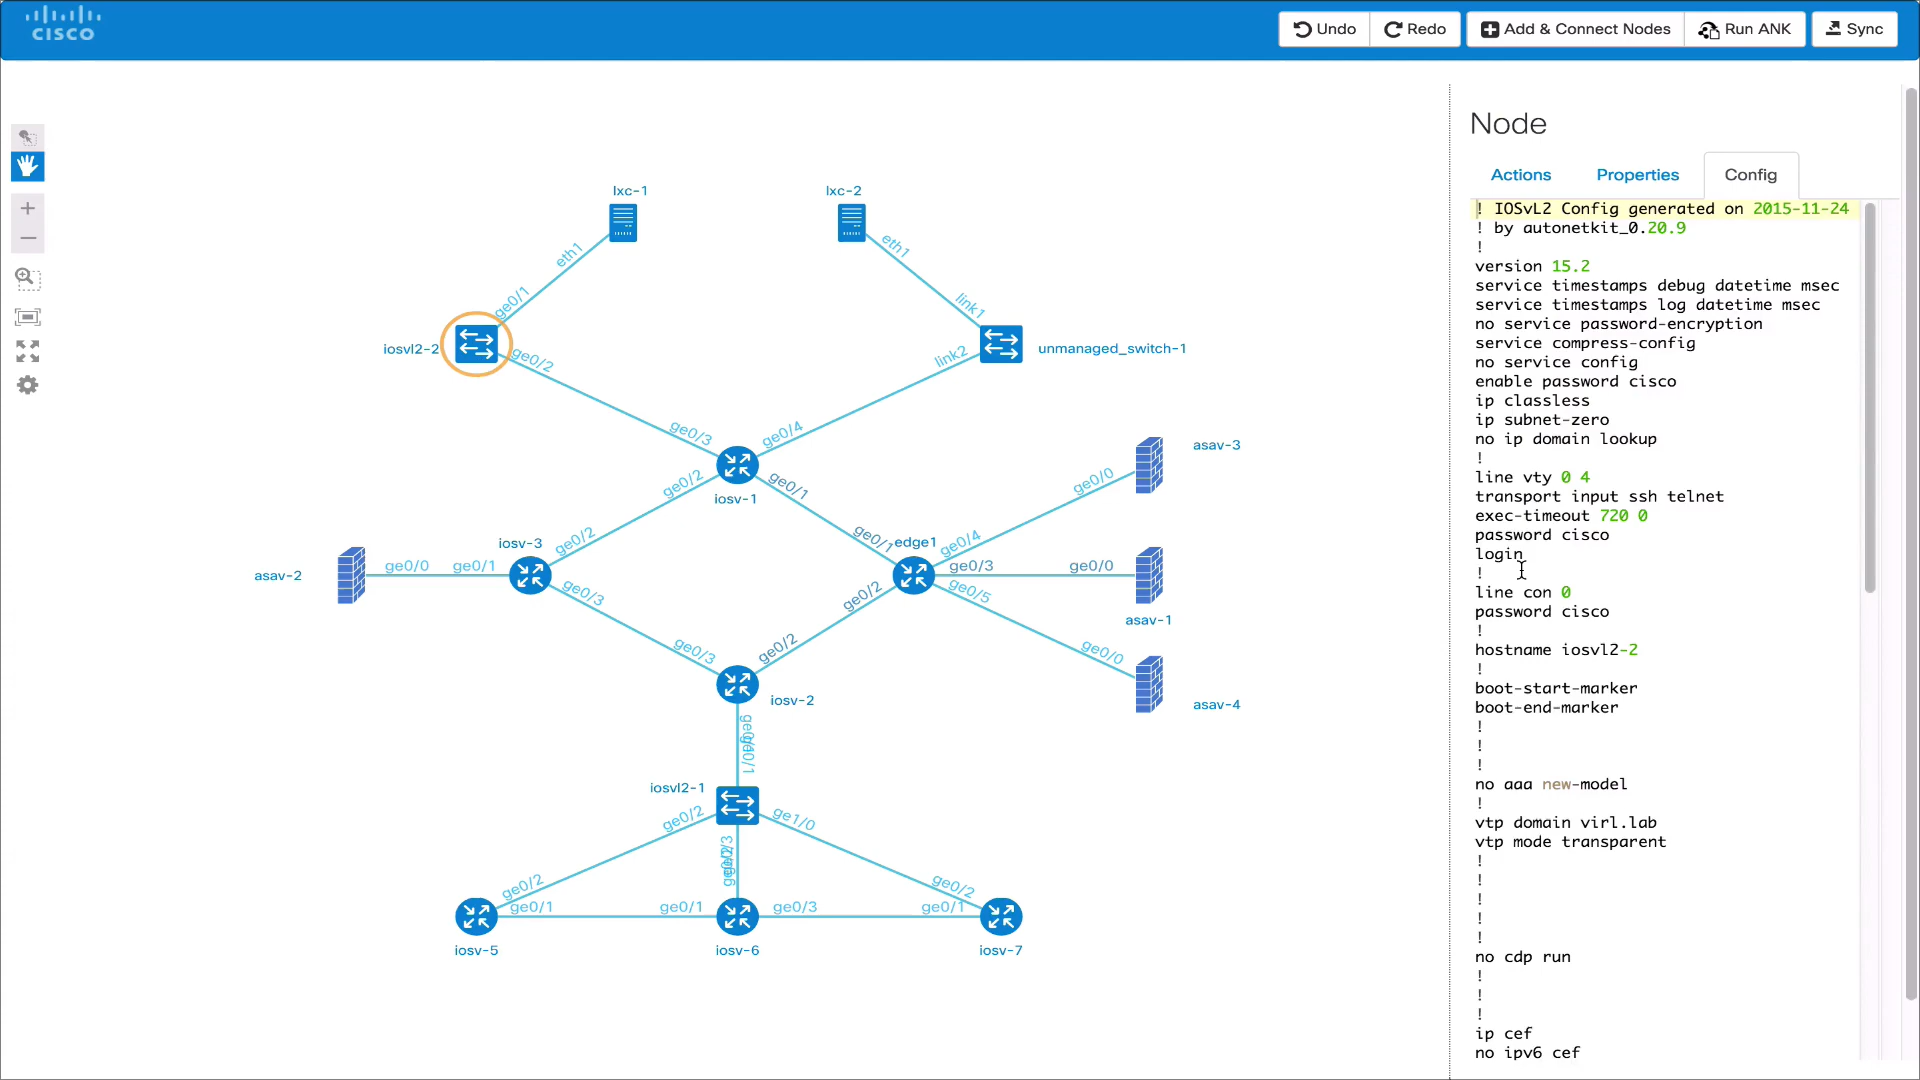 cisco
Undo
Redo
Add & Connect Nodes
Run ANK
Sync
Node
Actions
Properties
Config
lxc-1
lxc-2
eth1
eth1
ge0/1
link1
iosvl2-2
ge0/2
link2
unmanaged_switch-1
ge0/3
ge0/4
asav-3
ge0/2
iosv-1
ge0/1
ge0/0
iosv-3
ge0/2
ge0/1
edge1
ge0/4
asav-2
ge0/0
ge0/1
ge0/3
ge0/0
ge0/3
ge0/2
ge0/5
asav-1
ge0/3
ge0/2
ge0/0
iosv-2
asav-4
iosvl2-1
ge0/2
ge1/0
ge0/2
ge0/1
ge0/1
ge0/3
ge0/2
ge0/1
iosv-5
iosv-6
iosv-7
! IOSvL2 Config generated on 2015-11-24
! by autonetkit_0.20.9
!
version 15.2
service timestamps debug datetime msec
service timestamps log datetime msec
no service password-encryption
service compress-config
no service config
enable password cisco
ip classless
ip subnet-zero
no ip domain lookup
!
line vty 0 4
transport input ssh telnet
exec-timeout 720 0
password cisco
login
!
line con 0
password cisco
!
hostname iosvl2-2
!
boot-start-marker
boot-end-marker
!
!
!
no aaa new-model
!
vtp domain virl.lab
vtp mode transparent
!
!
!
!
!
no cdp run
!
!
!
ip cef
no ipv6 cef